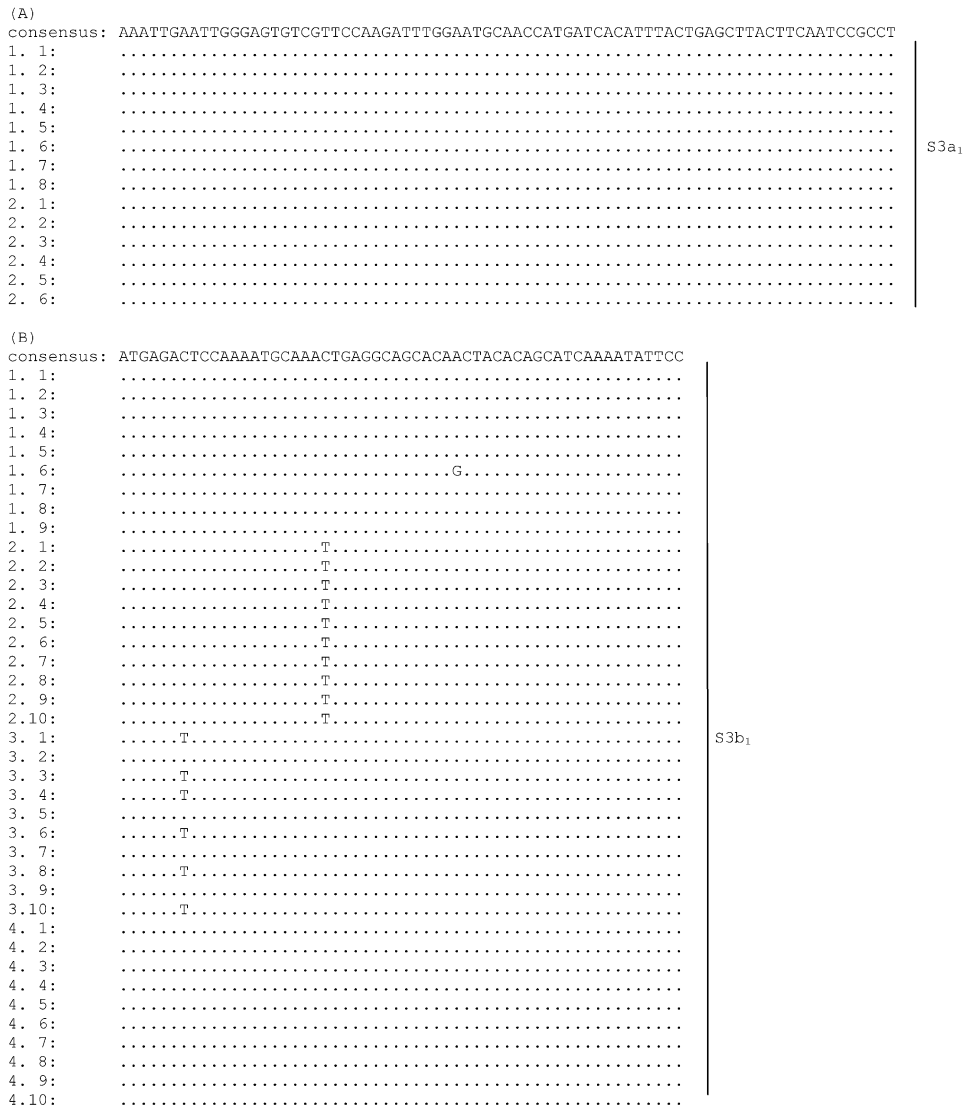 (A)
consensus: AAATTGAATTGGGAGTGTCGTTCCAAGATTTGGAATGCAACCATGATCACATTTACTGAGCTTACTTCAATCCGCCT
1. 1: .............................................................................
1. 2: .............................................................................
1. 3: .............................................................................
1. 4: .............................................................................
1. 5: .............................................................................
1. 6: ............................................................................. S3a₁
1. 7: .............................................................................
1. 8: .............................................................................
2. 1: .............................................................................
2. 2: .............................................................................
2. 3: .............................................................................
2. 4: .............................................................................
2. 5: .............................................................................
2. 6: .............................................................................
(B)
consensus: ATGAGACTCCAAAATGCAAACTGAGGCAGCACAACTACACAGCATCAAAATATTCC
1. 1: ........................................................
1. 2: ........................................................
1. 3: ........................................................
1. 4: ........................................................
1. 5: ........................................................
1. 6: .................................G......................
1. 7: ........................................................
1. 8: ........................................................
1. 9: ........................................................
2. 1: ....................T...................................
2. 2: ....................T...................................
2. 3: ....................T...................................
2. 4: ....................T...................................
2. 5: ....................T...................................
2. 6: ....................T...................................
2. 7: ....................T...................................
2. 8: ....................T...................................
2. 9: ....................T...................................
2.10: ....................T...................................
3. 1: ......T................................................. S3b₁
3. 2: ........................................................
3. 3: ......T.................................................
3. 4: ......T.................................................
3. 5: ........................................................
3. 6: ......T.................................................
3. 7: ........................................................
3. 8: ......T.................................................
3. 9: ........................................................
3.10: ......T.................................................
4. 1: ........................................................
4. 2: ........................................................
4. 3: ........................................................
4. 4: ........................................................
4. 5: ........................................................
4. 6: ........................................................
4. 7: ........................................................
4. 8: ........................................................
4. 9: ........................................................
4.10: ........................................................